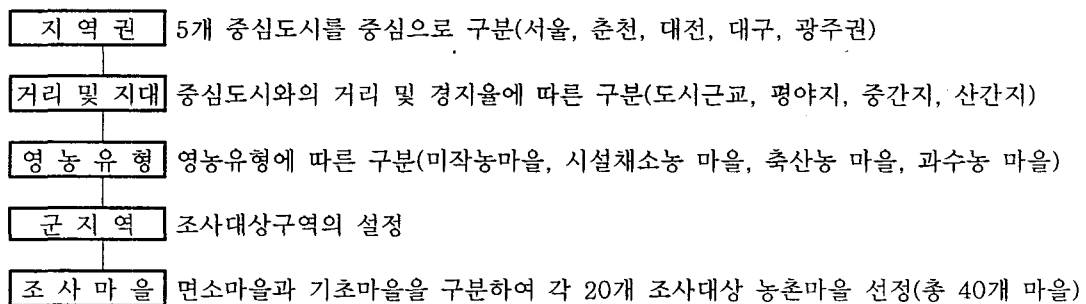 지 역 권 5개 중심도시를 중심으로 구분(서울, 춘천, 대전, 대구, 광주권)
거리 및 지대 중심도시와의 거리 및 경지율에 따른 구분(도시근교, 평야지, 중간지, 산간지)
영 농 유 형 영농유형에 따른 구분(미작농마을, 시설채소농 마을, 축산농 마을, 과수농 마을)
군 지 역 조사대상구역의 설정
조 사 마 을 면소마을과 기초마을을 구분하여 각 20개 조사대상 농촌마을 선정(총 40개 마을)